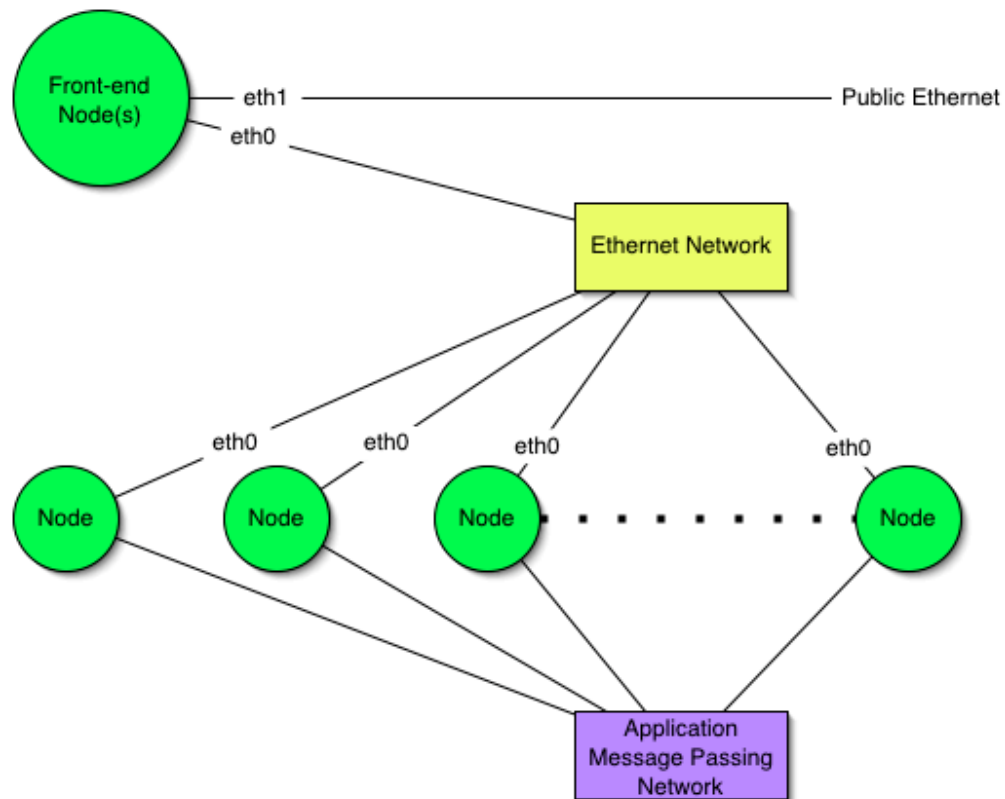 Front-end
Node(s)
eth1
Public Ethernet
eth0
Ethernet Network
eth0
eth0
eth0
eth0
Node
Node
Node
Node
Application
Message Passing
Network